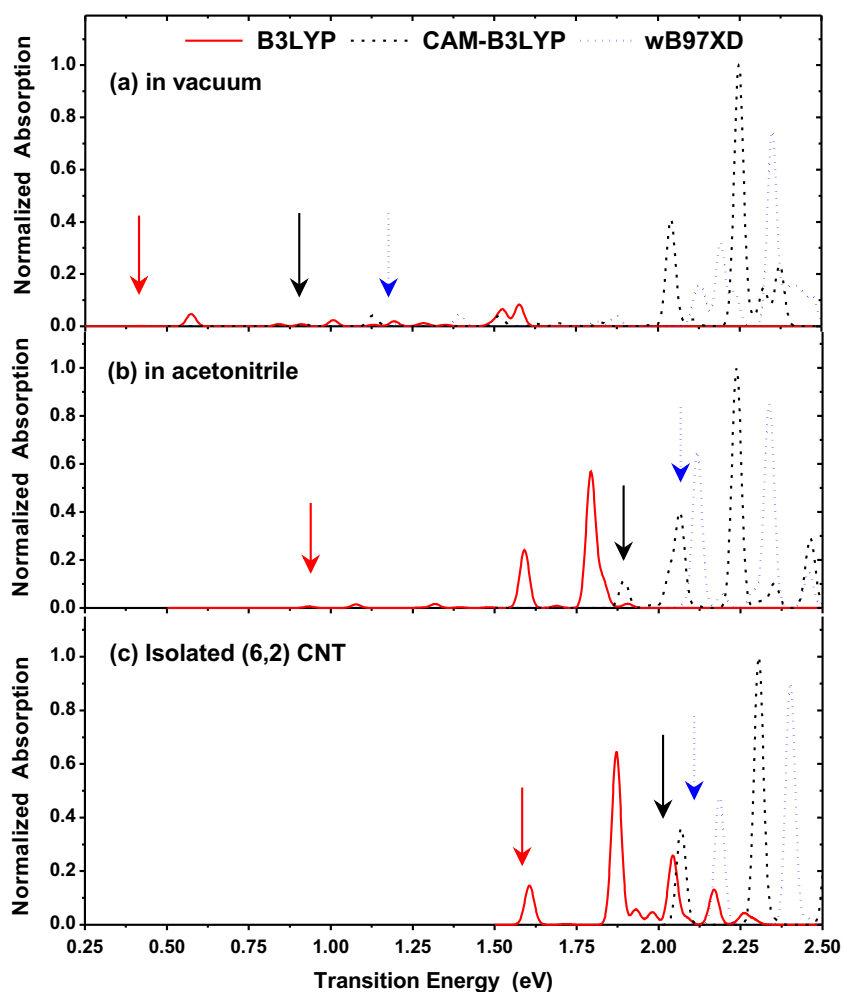 B3LYP CAM-B3LYP wB97XD
(a) in vacuum
1.0
0.8
0.6
0.4
0.2
0.0
Normalized Absorption
(b) in acetonitrile
1.0
0.8
0.6
0.4
0.2
0.0
Normalized Absorption
(c) Isolated (6,2) CNT
1.0
0.8
0.6
0.4
0.2
0.0
Normalized Absorption
0.25 0.50 0.75 1.00 1.25 1.50 1.75 2.00 2.25 2.50
Transition Energy (eV)